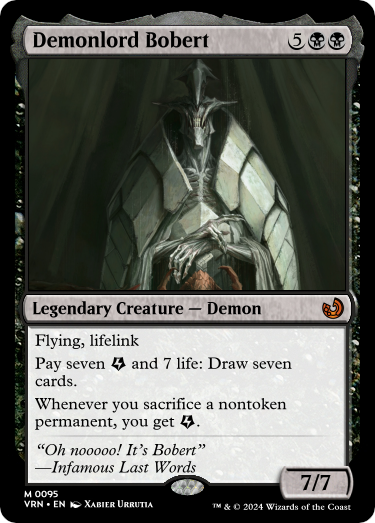 Demonlord Bobert 5
Legendary Creature — Demon
Flying, lifelink
Pay seven and 7 life: Draw seven
cards.
Whenever you sacrifice a nontoken
permanent, you get .
“Oh nooooo! It's Bobert”
—Infamous Last Words
7/7
M 0095
VRN • EN Xabier Urrutia
™ & © 2024 Wizards of the Coast